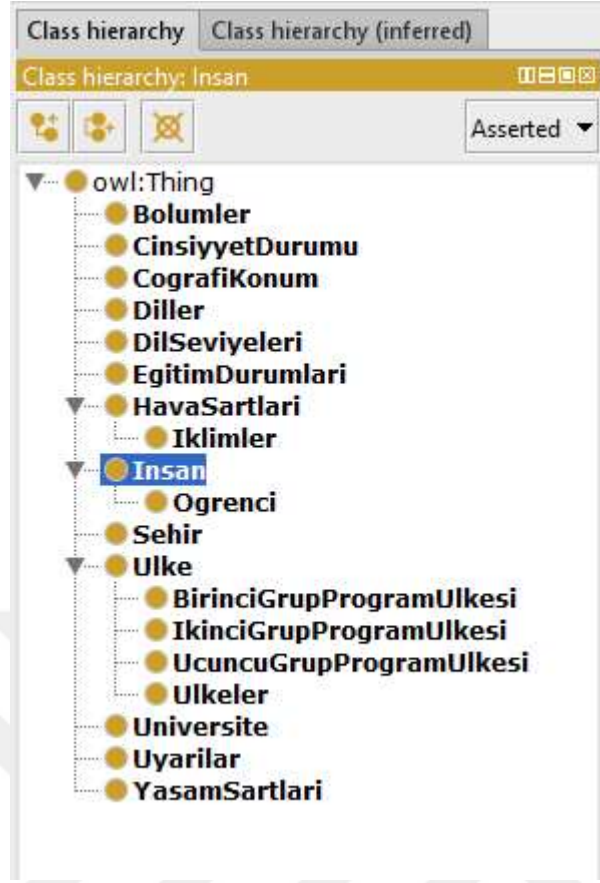 Class hierarchy Class hierarchy (inferred)
Class hierarchy: Insan
Asserted
owl:Thing
Bolumler
CinsiyyetDurumu
CografiKonum
Diller
DilSeviyeleri
EgitimDurumlari
HavaSartlari
Iklimler
Insan
Ogrenci
Sehir
Ulke
BirinciGrupProgramUlkesi
IkinciGrupProgramUlkesi
UcuncuGrupProgramUlkesi
Ulkeler
Universite
Uyarilar
YasamSartlari